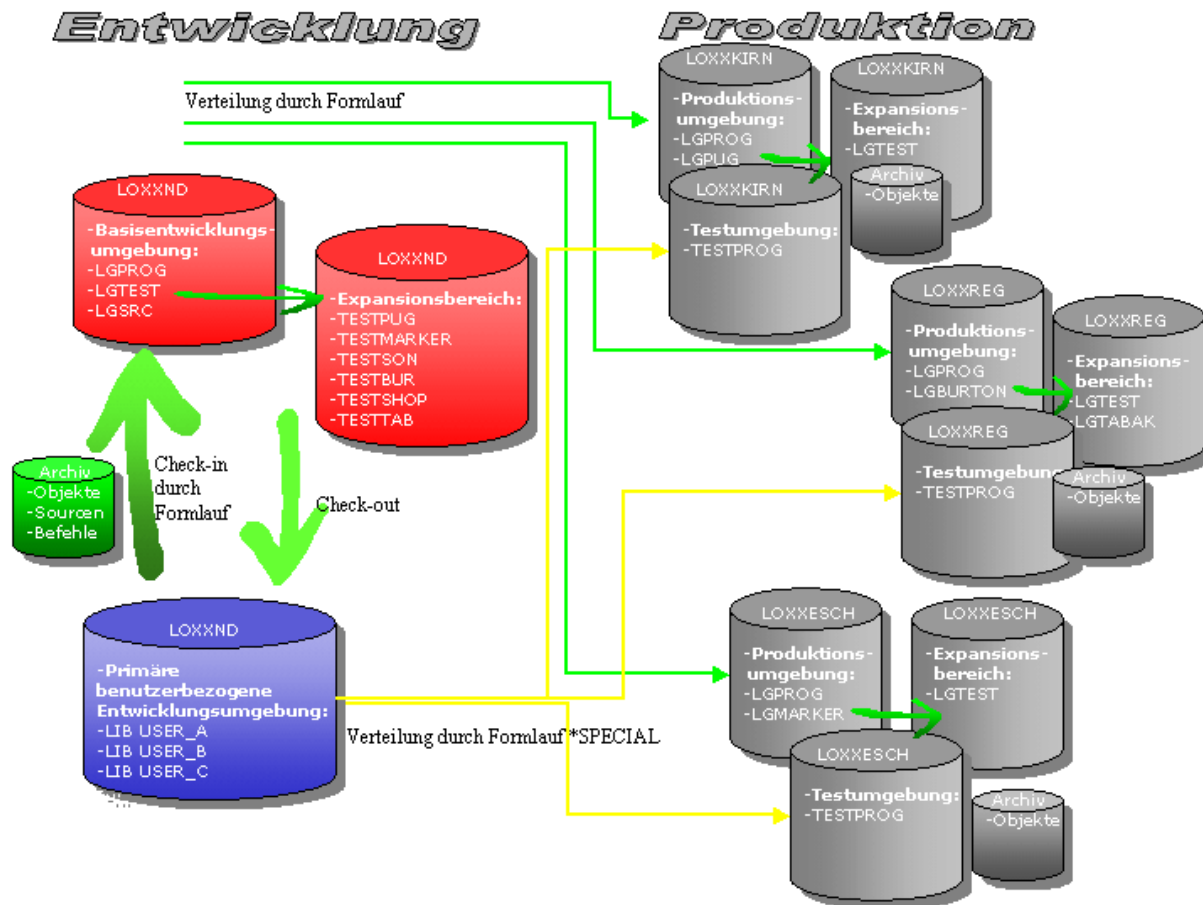 Entwicklung
Produktion
Verteilung durch Formlauf
LOXXND
-Basisentwicklungs-
umgebung:
-LGPROG
-LGTEST
-LGSRC
LOXXND
-Expansionsbereich:
-TESTPUG
-TESTMARKER
-TESTSON
-TESTBUR
-TESTSHOP
-TESTTAB
Archiv
-Objekte
-Sourcen
-Befehle
Check-in
durch
Formlauf
Check-out
LOXXND
-Primäre
benutzerbezogene
Entwicklungsumgebung:
-LIB USER_A
-LIB USER_B
-LIB USER_C
Verteilung durch Formlauf *SPECIAL
LOXXKIRN
-Produktions-
umgebung:
-LGPROG
-LGPUG
LOXXKIRN
-Expansions-
bereich:
-LGTEST
Archiv
-Objekte
LOXXKIRN
-Testumgebung:
-TESTPROG
LOXXREG
-Produktions-
umgebung:
-LGPROG
-LGBURTON
LOXXREG
-Expansions-
bereich:
-LGTEST
-LGTABAK
LOXXREG
-Testumgebung
-TESTPROG
Archiv
-Objekte
LOXXESCH
-Produktions-
umgebung:
-LGPROG
-LGMARKER
LOXXESCH
-Expansions-
bereich:
-LGTEST
LOXXESCH
-Testumgebung:
-TESTPROG
Archiv
-Objekte